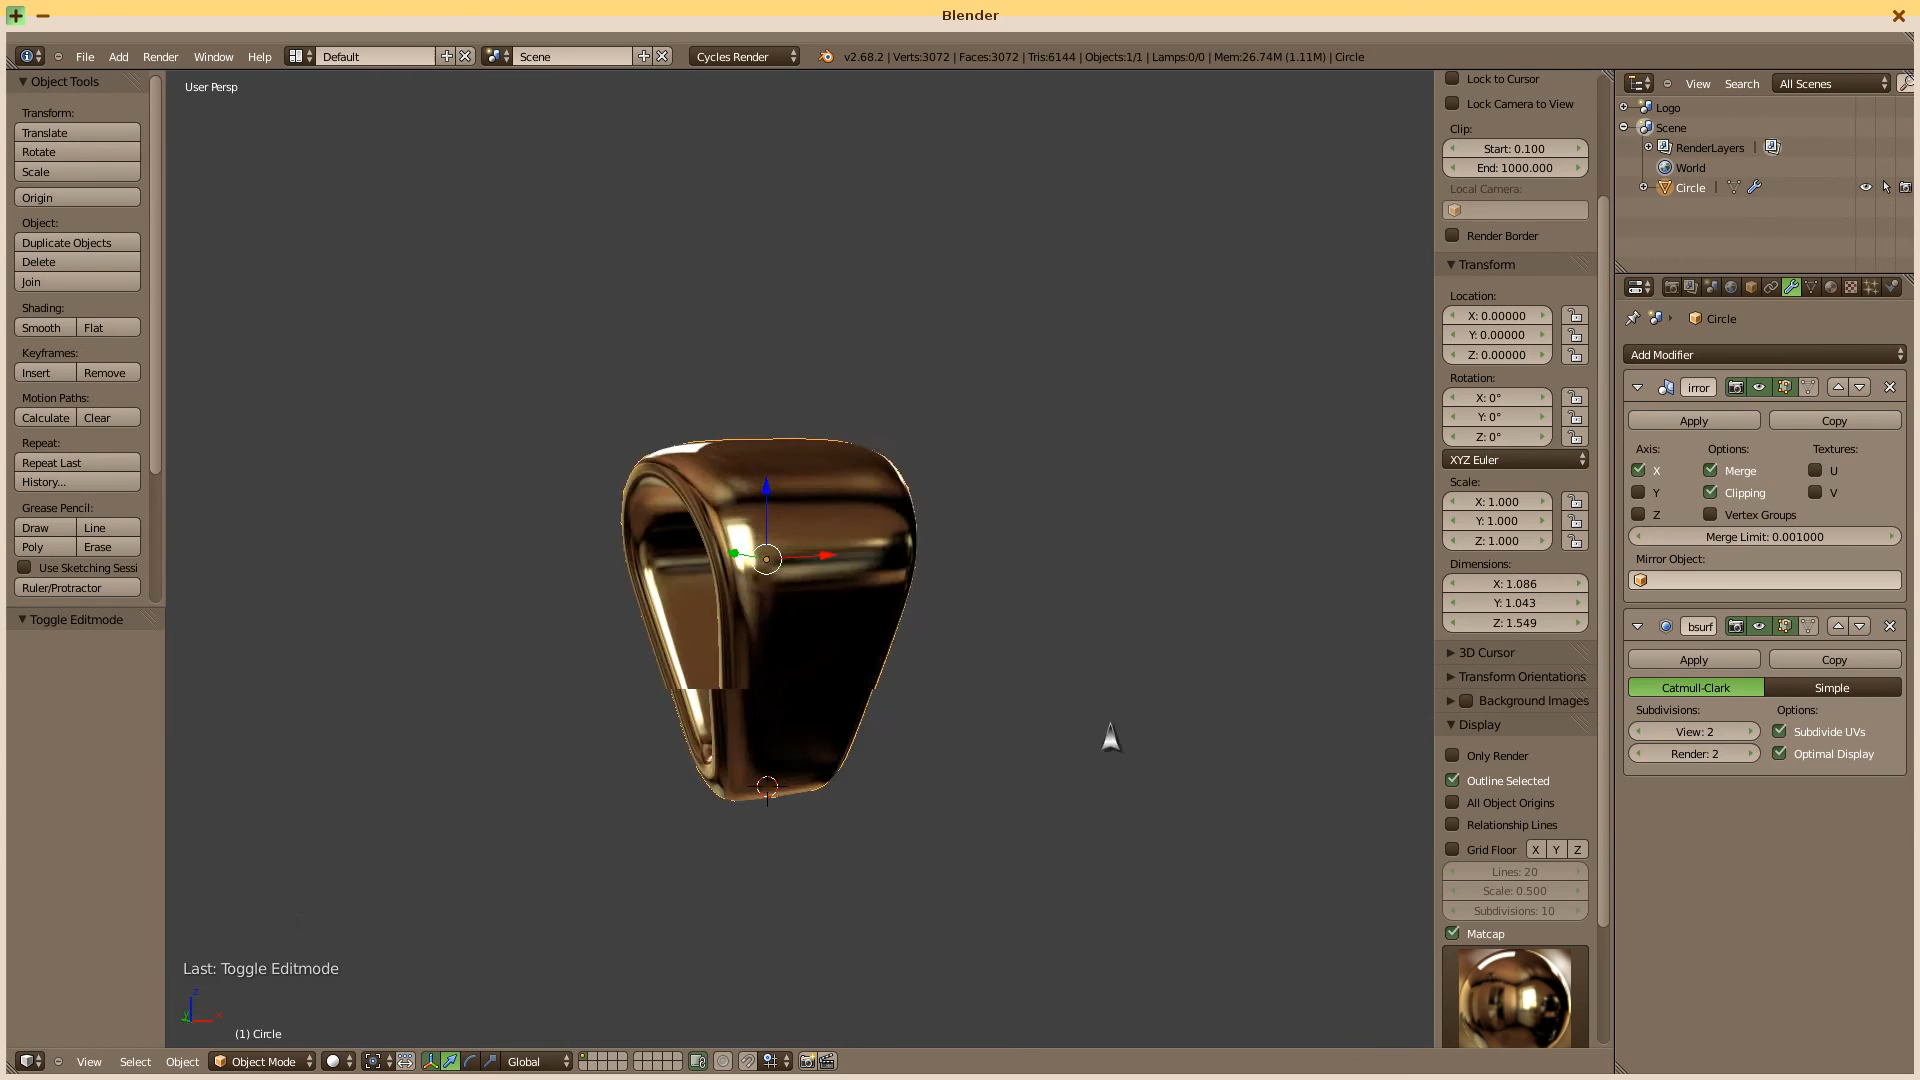 Blender
File Add Render Window Help Default Scene Cycles Render v2.68.2 | Verts:3072 | Faces:3072 | Tris:6144 | Objects:1/1 | Lamps:0/0 | Mem:26.74M (1.11M) | Circle
Object Tools
Transform:
Translate
Rotate
Scale
Origin
Object:
Duplicate Objects
Delete
Join
Shading:
Smooth Flat
Keyframes:
Insert Remove
Motion Paths:
Calculate Clear
Repeat:
Repeat Last
History...
Grease Pencil:
Draw Line
Poly Erase
Use Sketching Sessi
Ruler/Protractor
Toggle Editmode
User Persp
Last: Toggle Editmode
z
y x
(1) Circle
View Select Object Object Mode Global
Lock to Cursor
Lock Camera to View
Clip:
Start: 0.100
End: 1000.000
Local Camera:
Render Border
Transform
Location:
X: 0.00000
Y: 0.00000
Z: 0.00000
Rotation:
X: 0°
Y: 0°
Z: 0°
XYZ Euler
Scale:
X: 1.000
Y: 1.000
Z: 1.000
Dimensions:
X: 1.086
Y: 1.043
Z: 1.549
3D Cursor
Transform Orientations
Background Images
Display
Only Render
Outline Selected
All Object Origins
Relationship Lines
Grid Floor X Y Z
Lines: 20
Scale: 0.500
Subdivisions: 10
Matcap
View Search All Scenes
Logo
Scene
RenderLayers |
World
Circle |
Circle
Add Modifier
irror
Apply Copy
Axis: Options: Textures:
X Merge U
Y Clipping V
Z Vertex Groups
Merge Limit: 0.001000
Mirror Object:
bsurf
Apply Copy
Catmull-Clark Simple
Subdivisions: Options:
View: 2 Subdivide UVs
Render: 2 Optimal Display